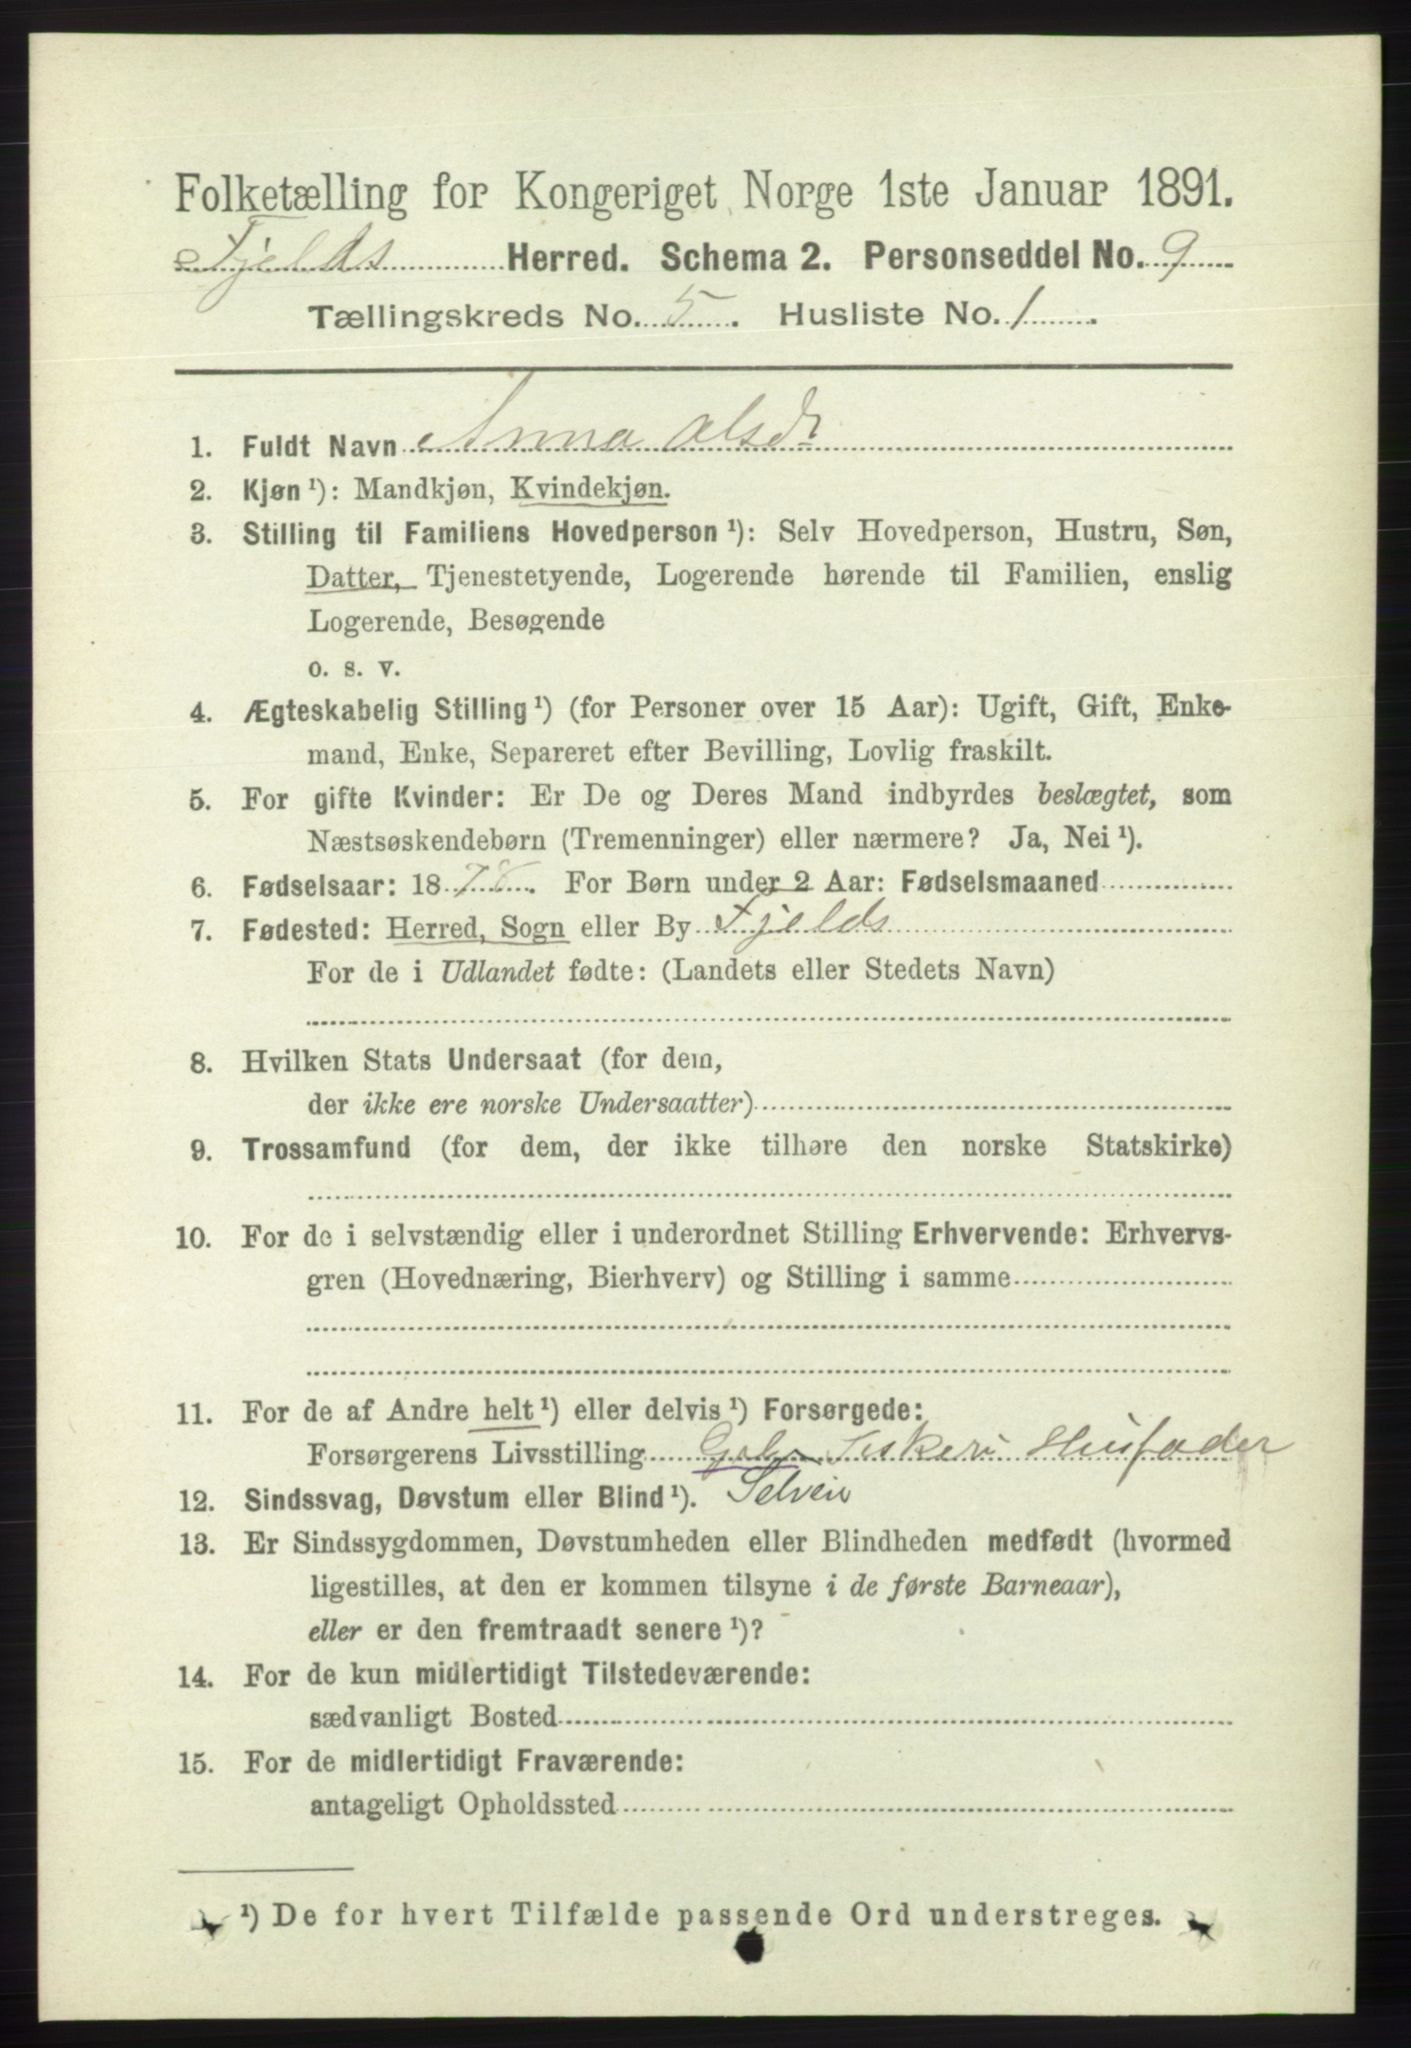 Folketælling for Kongeriget Norge 1ste Januar 1891.
Fjelds Herred. Schema 2. Personseddel No. 9
Tællingskreds No. 5. Husliste No. 1.
1. Fuldt Navn Anna Olsdr
2. Kjøn ¹): Mandkjøn, Kvindekjøn.
3. Stilling til Familiens Hovedperson ¹): Selv Hovedperson, Hustru, Søn,
Datter, Tjenestetyende, Logerende hørende til Familien, enslig
Logerende, Besøgende
o. s. v.
4. Ægteskabelig Stilling ¹) (for Personer over 15 Aar): Ugift, Gift, Enke-
mand, Enke, Separeret efter Bevilling, Lovlig fraskilt.
5. For gifte Kvinder: Er De og Deres Mand indbyrdes beslægtet, som
Næstsøskendebørn (Tremenninger) eller nærmere? Ja, Nei ¹).
6. Fødselsaar: 1878. For Børn under 2 Aar: Fødselsmaaned
7. Fødested: Herred, Sogn eller By Fjelds
For de i Udlandet fødte: (Landets eller Stedets Navn)
8. Hvilken Stats Undersaat (for dem,
der ikke ere norske Undersaatter)
9. Trossamfund (for dem, der ikke tilhøre den norske Statskirke)
10. For de i selvstændig eller i underordnet Stilling Erhvervende: Erhvervs-
gren (Hovednæring, Bierhverv) og Stilling i samme
11. For de af Andre helt ¹) eller delvis ¹) Forsørgede:
Forsørgerens Livsstilling Fiskeri Husfader
12. Sindssvag, Døvstum eller Blind ¹). Selveie
13. Er Sindssygdommen, Døvstumheden eller Blindheden medfødt (hvormed
ligestilles, at den er kommen tilsyne i de første Barneaar),
eller er den fremtraadt senere ¹)?
14. For de kun midlertidigt Tilstedeværende:
sædvanligt Bosted
15. For de midlertidigt Fraværende:
antageligt Opholdssted
¹) De for hvert Tilfælde passende Ord understreges.